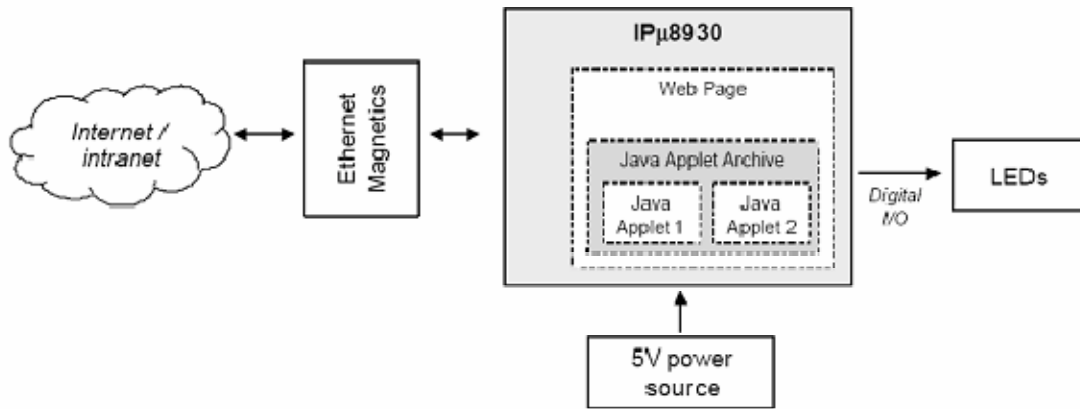 IPµ8930
Web Page
Internet /
intranet
Ethernet
Magnetics
Java Applet Archive
Java
Applet 1
Java
Applet 2
Digital
I/O
LEDs
5V power
source